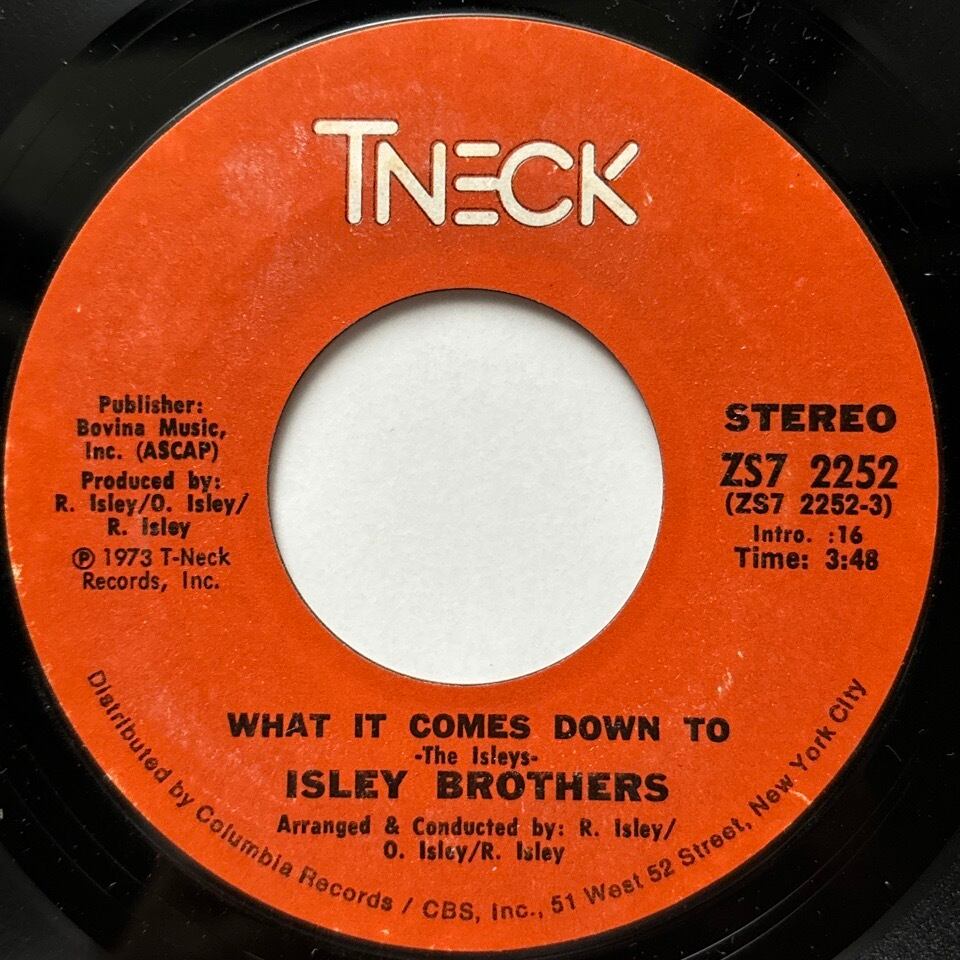 TNECK
Publisher:
Bovina Music,
Inc. (ASCAP)
Produced by:
R. Isley/O. Isley/
R. Isley
℗ 1973 T-Neck
Records, Inc.
STEREO
ZS7 2252
(ZS7 2252-3)
Intro. :16
Time: 3:48
WHAT IT COMES DOWN TO
-The Isleys-
ISLEY BROTHERS
Arranged & Conducted by: R. Isley/
O. Isley/R. Isley
Distributed by Columbia Records / CBS, Inc., 51 West 52 Street, New York City